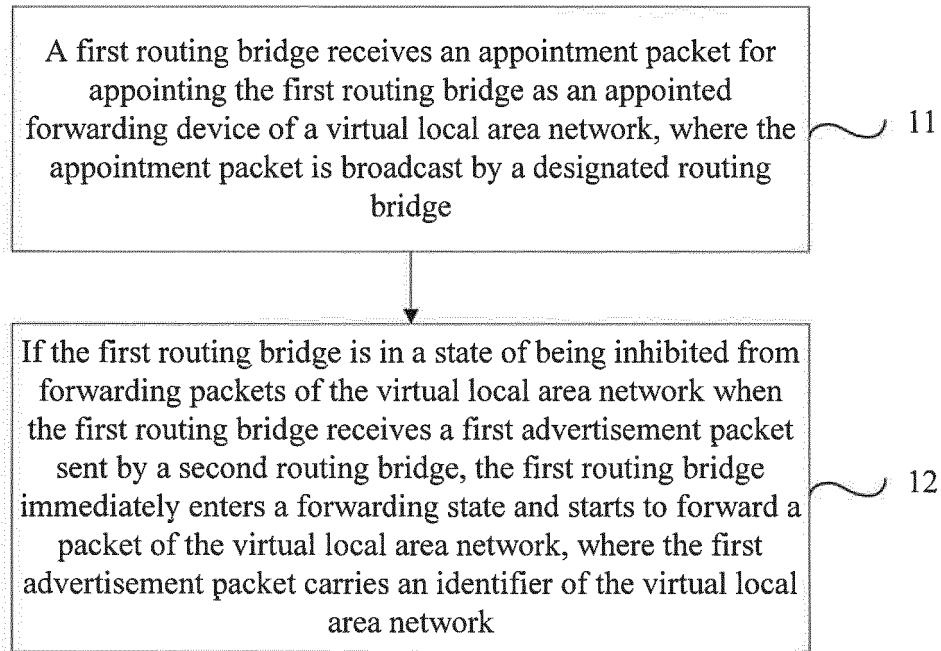 A first routing bridge receives an appointment packet for
appointing the first routing bridge as an appointed
forwarding device of a virtual local area network, where the
appointment packet is broadcast by a designated routing
bridge
11
If the first routing bridge is in a state of being inhibited from
forwarding packets of the virtual local area network when
the first routing bridge receives a first advertisement packet
sent by a second routing bridge, the first routing bridge
immediately enters a forwarding state and starts to forward a
packet of the virtual local area network, where the first
advertisement packet carries an identifier of the virtual local
area network
12